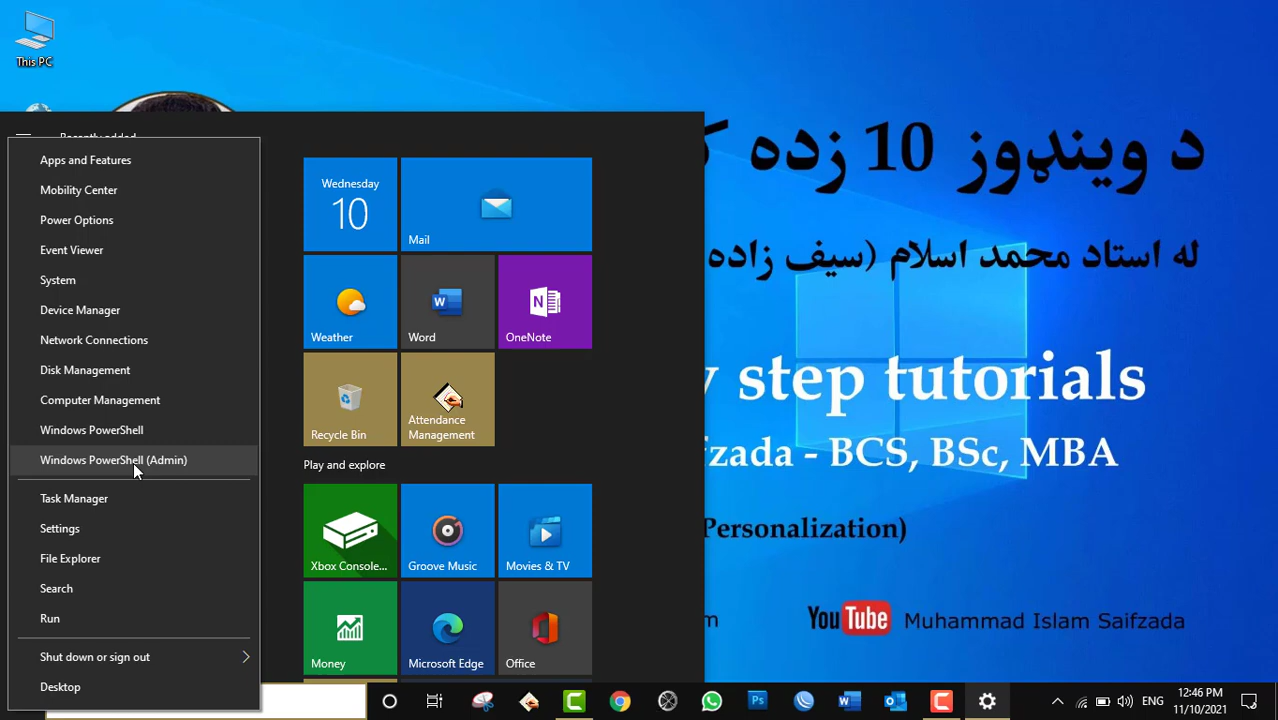 This PC
Recently added
Apps and Features
Mobility Center
Power Options
Event Viewer
System
Device Manager
Network Connections
Disk Management
Computer Management
Windows PowerShell
Windows PowerShell (Admin)
Task Manager
Settings
File Explorer
Search
Run
Shut down or sign out
Desktop
Wednesday
10
Mail
Weather
Word
OneNote
Recycle Bin
Attendance
Management
Play and explore
Xbox Console...
Groove Music
Movies & TV
Money
Microsoft Edge
Office
د وینډوز 10 زده
له استاد محمد اسلام (سیف زاده
step tutorials
fzada - BCS, BSc, MBA
Personalization)
YouTube Muhammad Islam Saifzada
ENG
12:46 PM
11/10/2021